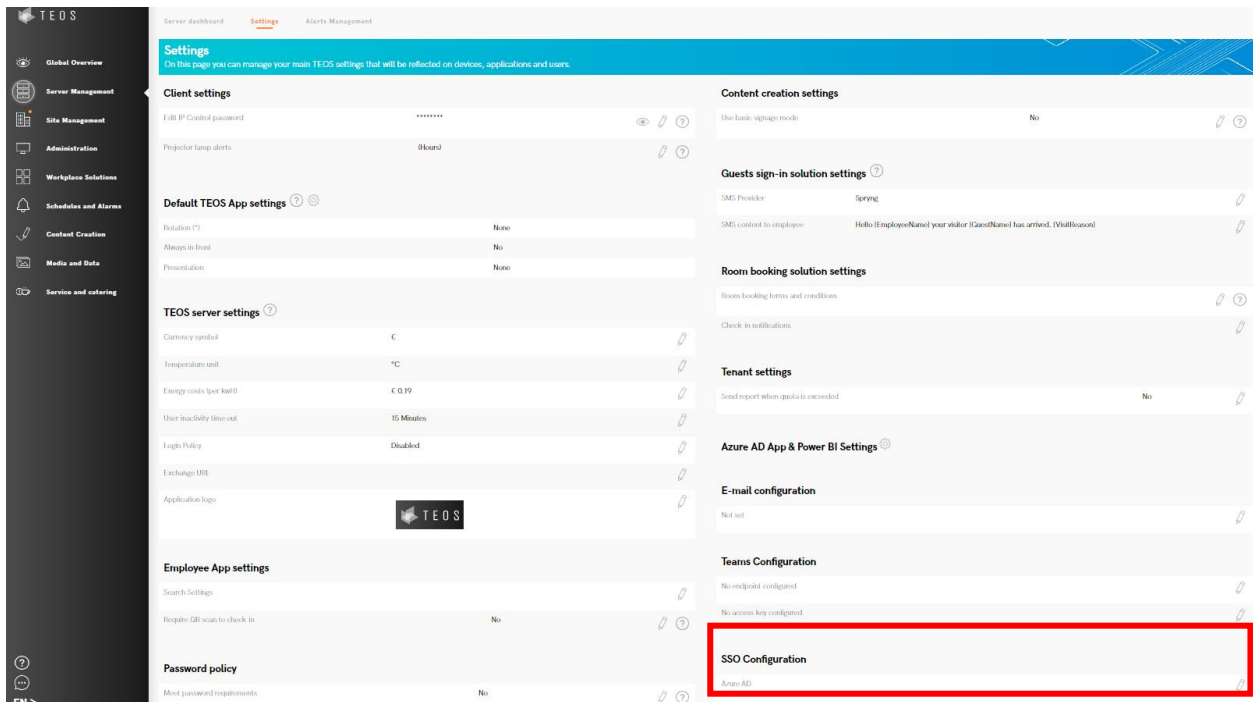 TEOS
Server dashboard Settings Alerts Management
Settings
On this page you can manage your main TEOS settings that will be reflected on devices, applications and users.
Global Overview
Server Management
Site Management
Administration
Workplace Solutions
Schedules and Alarms
Content Creation
Media and Data
Service and catering
EN >
Client settings
Edit IP Control password ********
Projector lamp alerts (Hours)
Default TEOS App settings ?
Rotation (°) None
Always in front No
Presentation None
TEOS server settings ?
Currency symbol €
Temperature unit °C
Energy costs (per kwH) € 0.19
User inactivity time out 15 Minutes
Login Policy Disabled
Exchange URL
Application logo
TEOS
Employee App settings
Search Settings
Require QR scan to check in No
Password policy
Meet password requirements No
Content creation settings
Use basic signage mode No
Guests sign-in solution settings ?
SMS Provider Spryng
SMS content to employee Hello [EmployeeName] your visitor [GuestName] has arrived. [VisitReason]
Room booking solution settings
Room booking terms and conditions
Check in notifications
Tenant settings
Send report when quota is exceeded No
Azure AD App & Power BI Settings
E-mail configuration
Not set
Teams Configuration
No endpoint configured
No access key configured
SSO Configuration
Azure AD